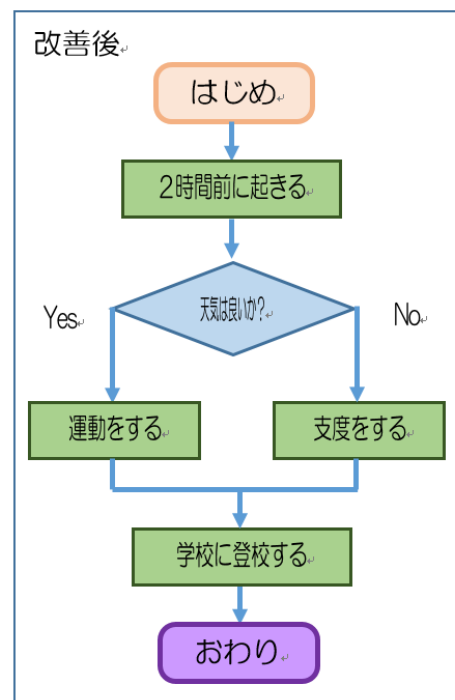 改善後
はじめ
２時間前に起きる
天気は良いか?
Yes
No
運動をする
支度をする
学校に登校する
おわり